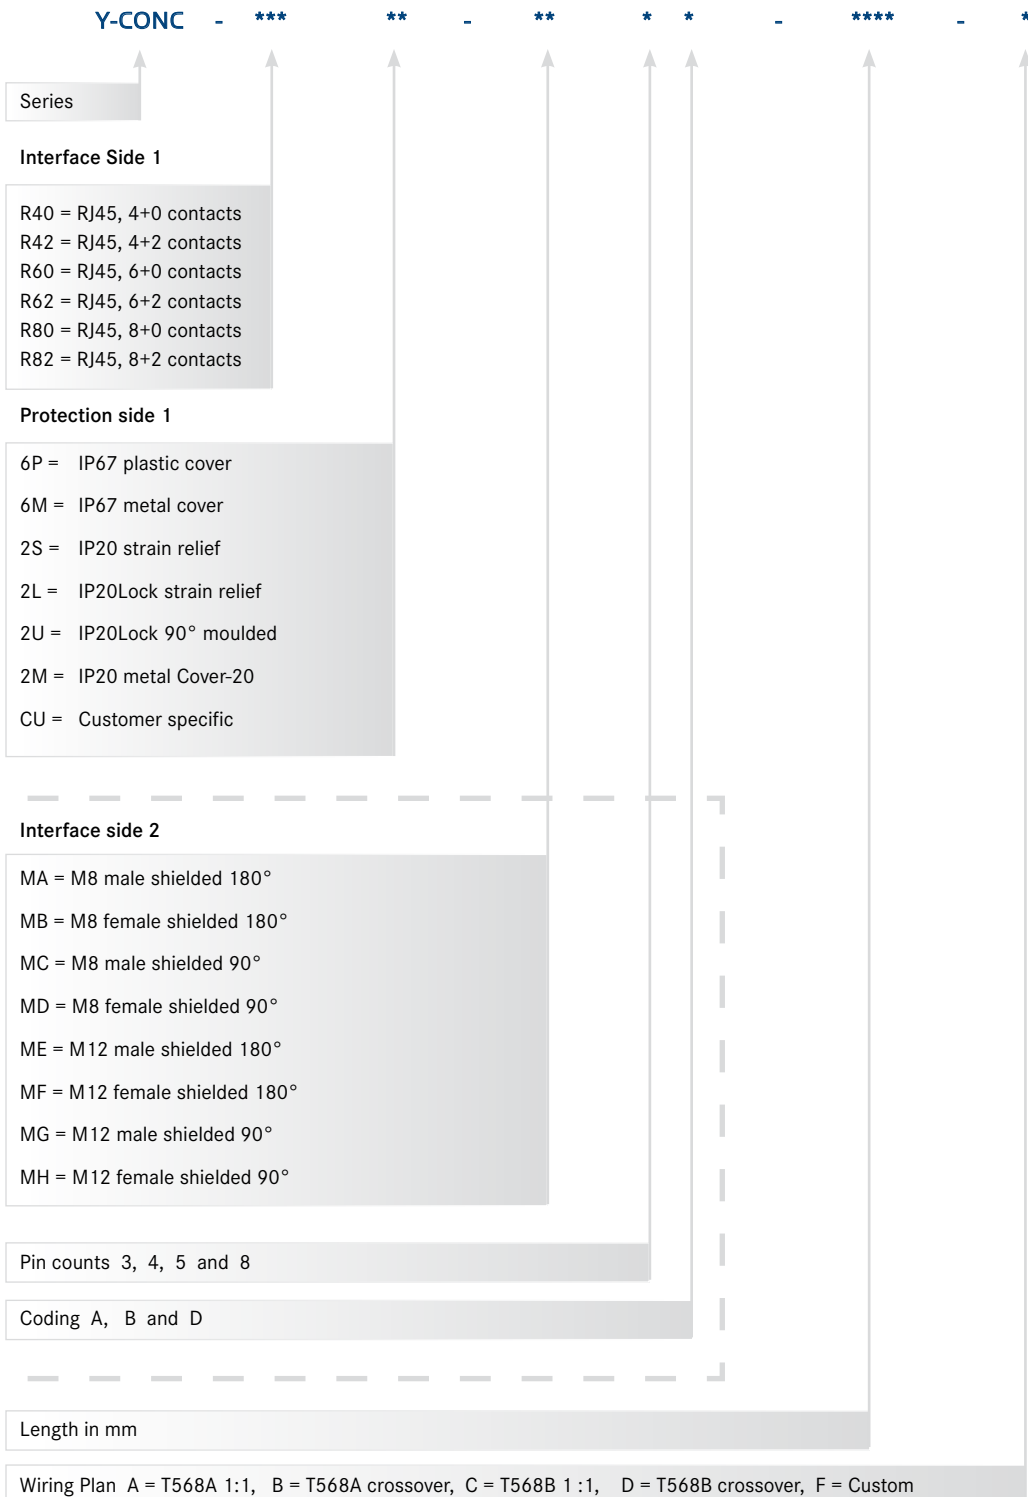 Y-CONC - *** ** - ** * * - **** - *
Series
Interface Side 1
R40 = RJ45, 4+0 contacts
R42 = RJ45, 4+2 contacts
R60 = RJ45, 6+0 contacts
R62 = RJ45, 6+2 contacts
R80 = RJ45, 8+0 contacts
R82 = RJ45, 8+2 contacts
Protection side 1
6P = IP67 plastic cover
6M = IP67 metal cover
2S = IP20 strain relief
2L = IP20Lock strain relief
2U = IP20Lock 90° moulded
2M = IP20 metal Cover-20
CU = Customer specific
Interface side 2
MA = M8 male shielded 180°
MB = M8 female shielded 180°
MC = M8 male shielded 90°
MD = M8 female shielded 90°
ME = M12 male shielded 180°
MF = M12 female shielded 180°
MG = M12 male shielded 90°
MH = M12 female shielded 90°
Pin counts 3, 4, 5 and 8
Coding A, B and D
Length in mm
Wiring Plan A = T568A 1:1, B = T568A crossover, C = T568B 1 :1, D = T568B crossover, F = Custom